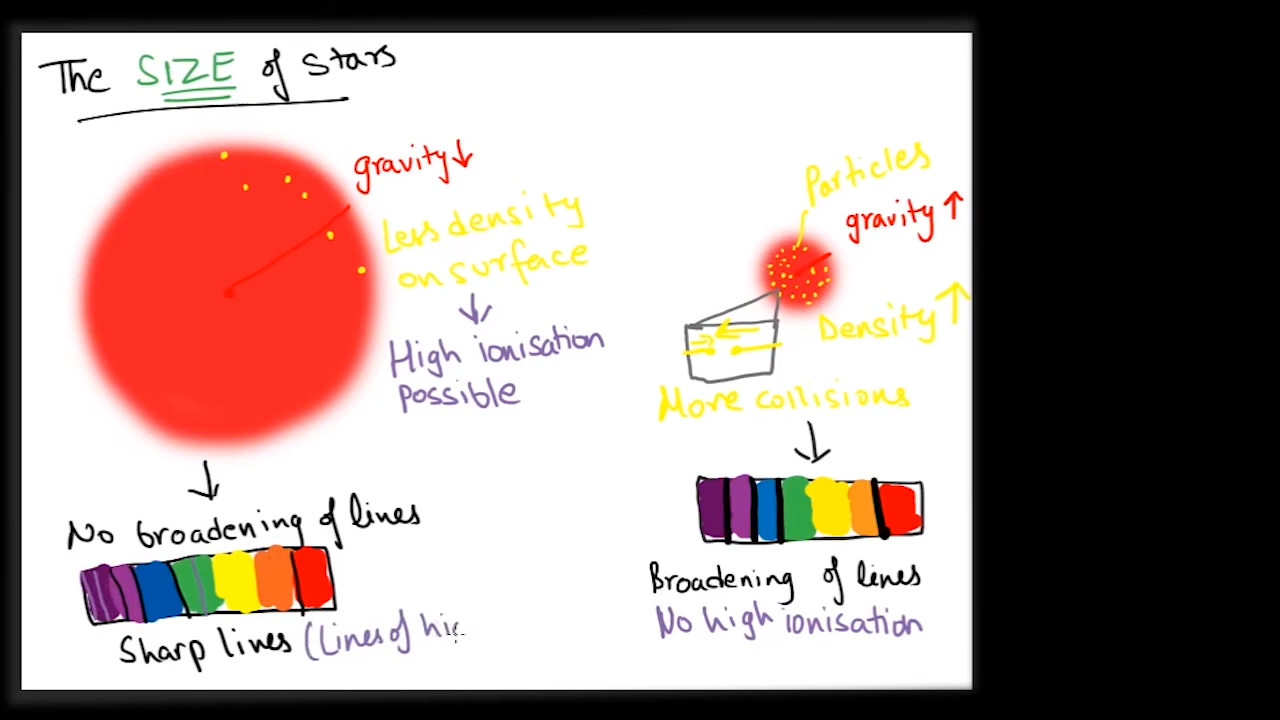 The SIZE of stars
gravity↓
Less density
on surface
↓
High ionisation
possible
↓
No broadening of lines
Sharp lines (Lines of hig
Particles
gravity ↑
Density ↑
More collisions
↓
Broadening of lines
No high ionisation